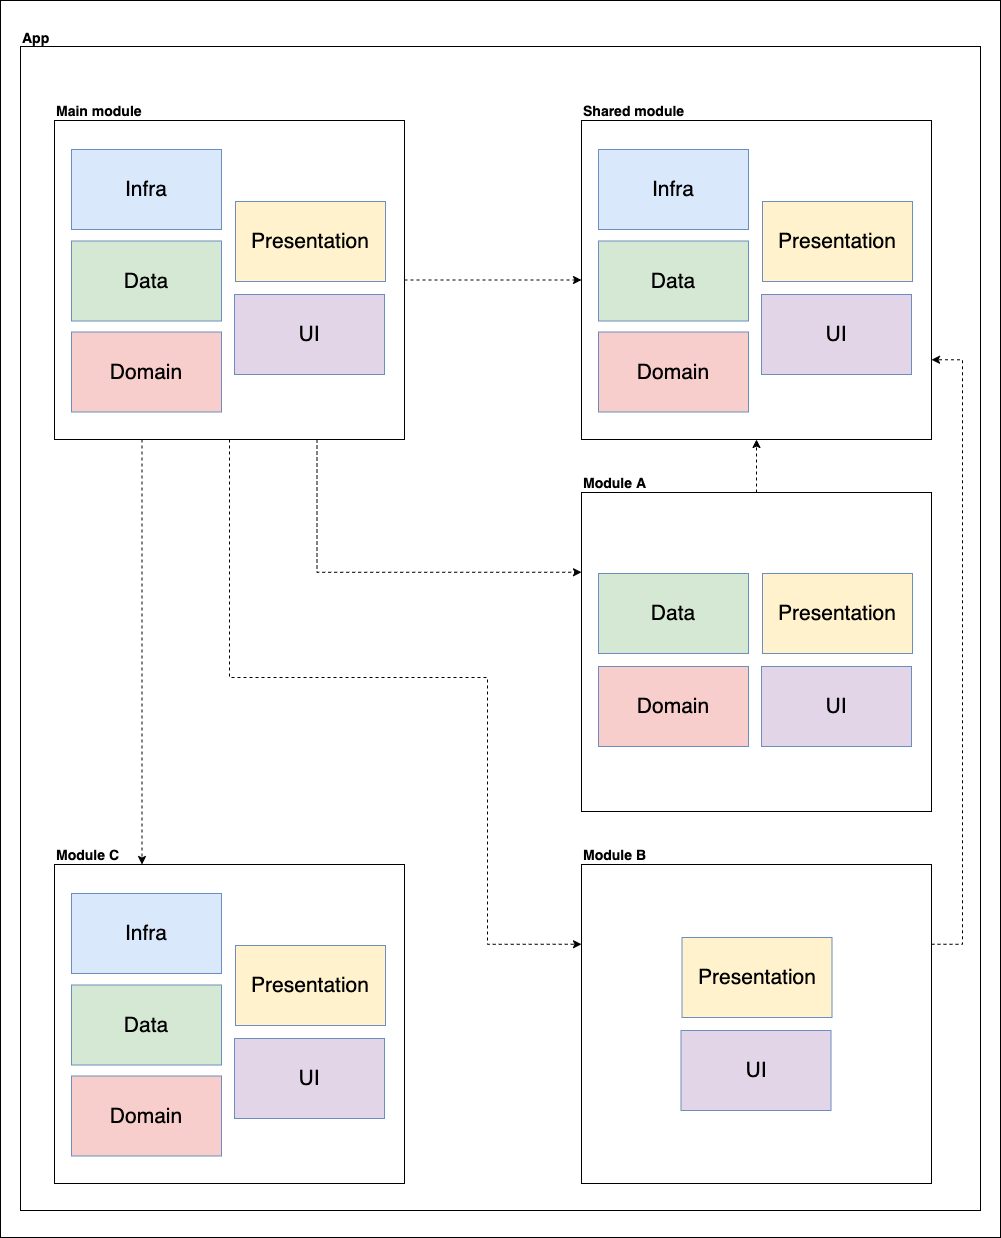 App
Main module
Infra
Data
Domain
Presentation
UI
Shared module
Infra
Data
Domain
Presentation
UI
Module A
Data
Domain
Presentation
UI
Module C
Infra
Data
Domain
Presentation
UI
Module B
Presentation
UI